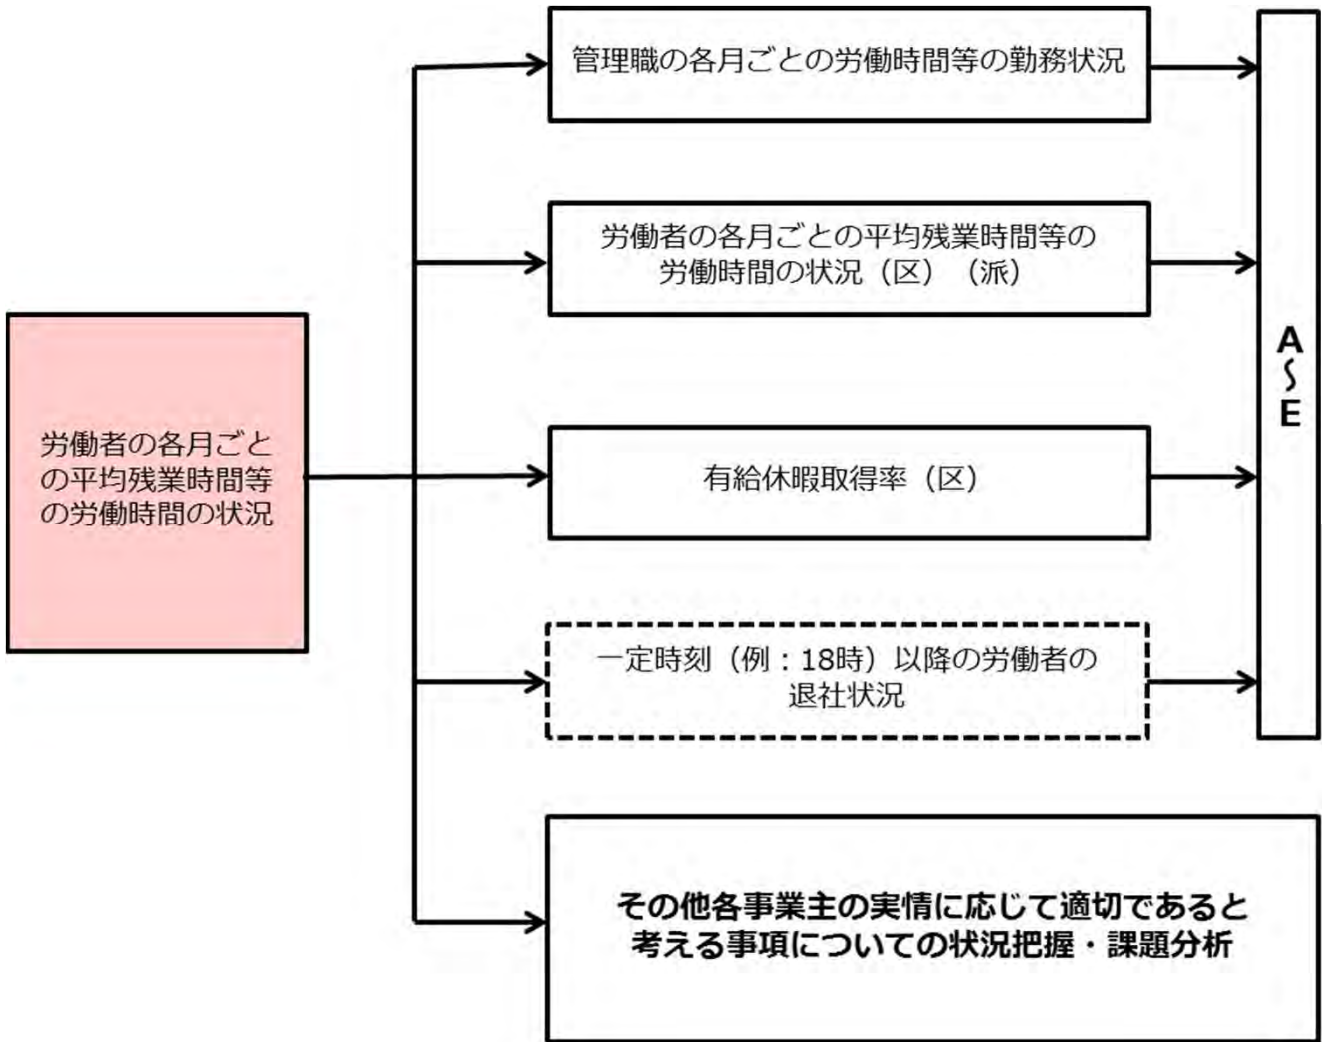 管理職の各月ごとの労働時間等の勤務状況
労働者の各月ごとの平均残業時間等の
労働時間の状況（区）（派）
労働者の各月ごと
の平均残業時間等
の労働時間の状況
有給休暇取得率（区）
一定時刻（例：18時）以降の労働者の
退社状況
A
～
E
その他各事業主の実情に応じて適切であると
考える事項についての状況把握・課題分析